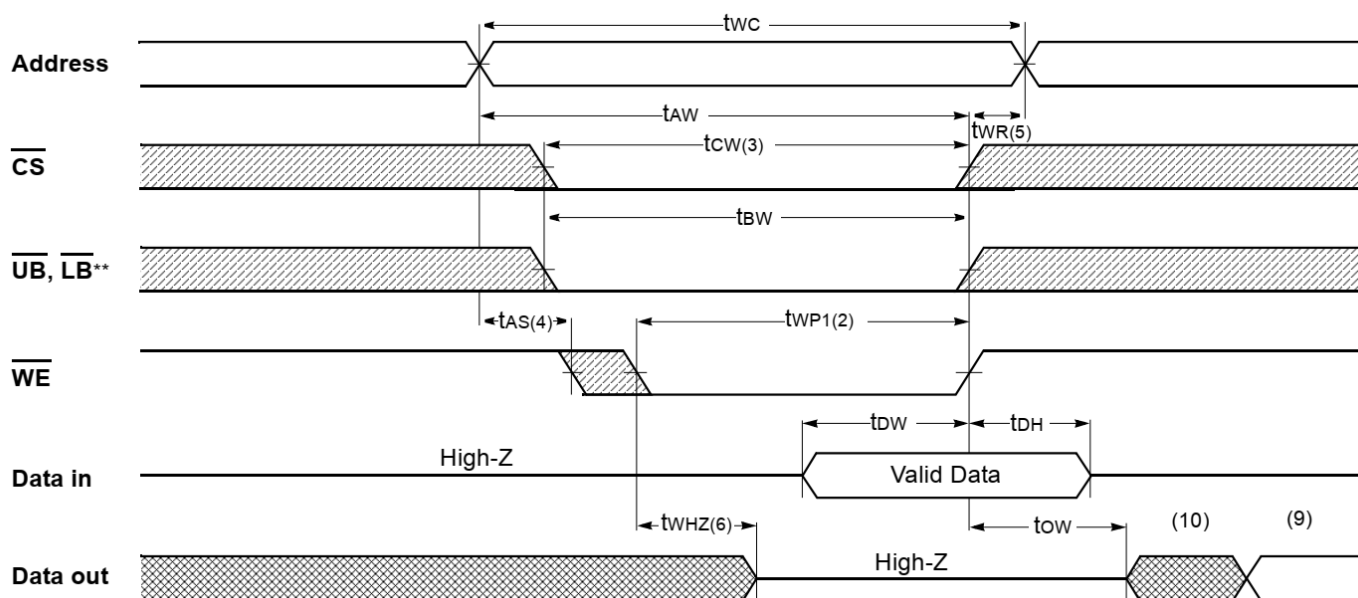 tWC
Address
tAW
tWR(5)
tCW(3)
CS
tBW
UB, LB**
tAS(4) tWP1(2)
WE
tDW tDH
High-Z Valid Data
Data in
tWHZ(6) tOW (10) (9)
High-Z
Data out